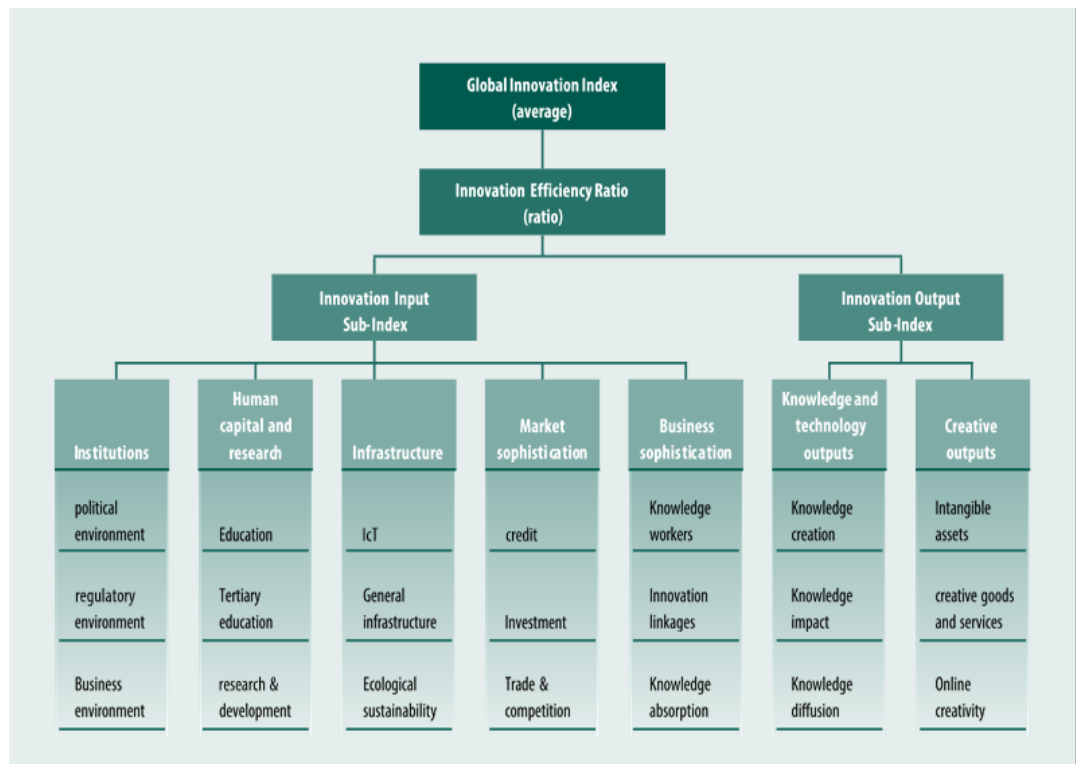 Global Innovation Index
(average)
Innovation Efficiency Ratio
(ratio)
Innovation Input
Sub-Index
Innovation Output
Sub-Index
Institutions
Human
capital and
research
Infrastructure
Market
sophistication
Business
sophistication
Knowledge and
technology
outputs
Creative
outputs
political
environment
Education
IcT
credit
Knowledge
workers
Knowledge
creation
Intangible
assets
regulatory
environment
Tertiary
education
General
infrastructure
Investment
Innovation
linkages
Knowledge
impact
creative goods
and services
Business
environment
research &
development
Ecological
sustainability
Trade &
competition
Knowledge
absorption
Knowledge
diffusion
Online
creativity